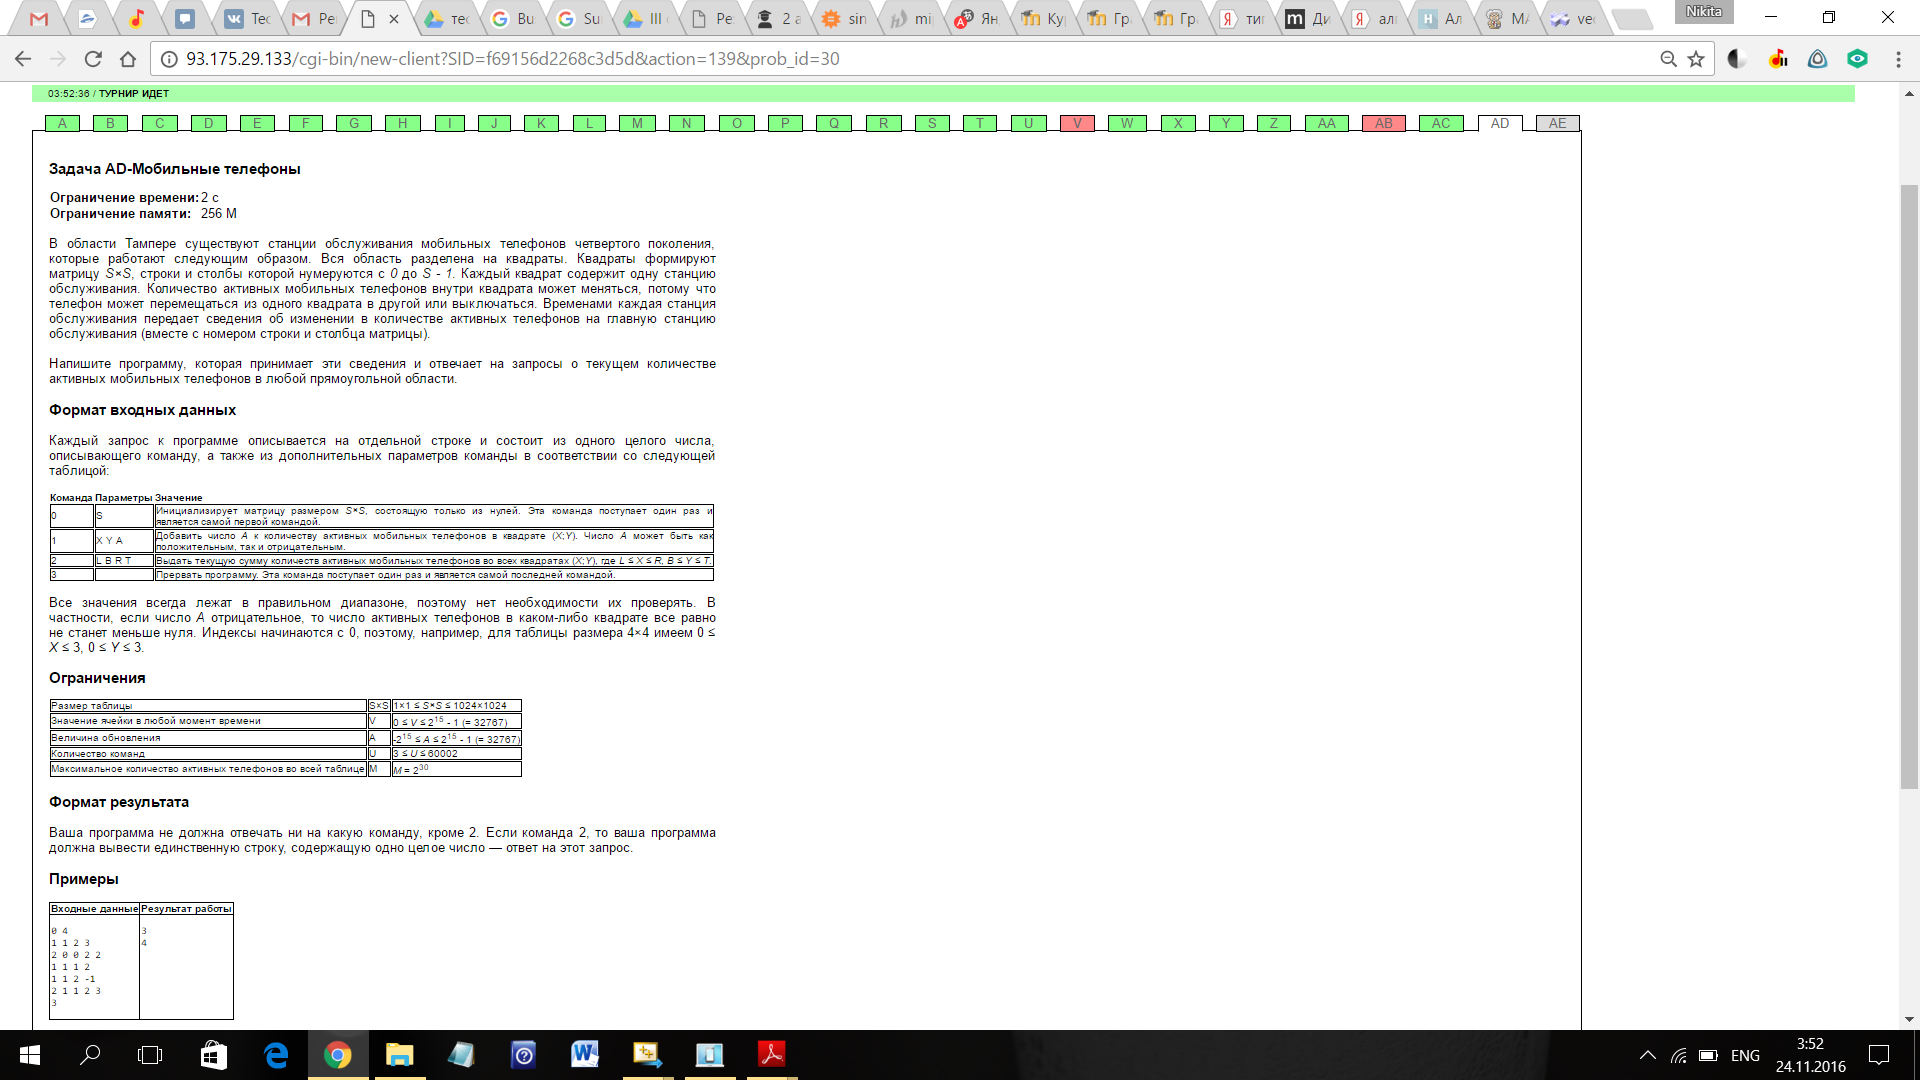 Nikita
Тес
Ре
тес
Bu
Su
III (
Ре:
2 а
sin
mi
Ян
Ку
Гр
Гр
тип
Ди
алг
Ал
МА
vec
93.175.29.133/cgi-bin/new-client?SID=f69156d2268c3d5d&action=139&prob_id=30
03:52:36 / ТУРНИР ИДЕТ
A B C D E F G H I J K L M N O P Q R S T U V W X Y Z AA AB AC AD AE
Задача AD-Мобильные телефоны
Ограничение времени: 2 с
Ограничение памяти: 256 M
В области Тампере существуют станции обслуживания мобильных телефонов четвертого поколения,
которые работают следующим образом. Вся область разделена на квадраты. Квадраты формируют
матрицу S×S, строки и столбы которой нумеруются с 0 до S - 1. Каждый квадрат содержит одну станцию
обслуживания. Количество активных мобильных телефонов внутри квадрата может меняться, потому что
телефон может перемещаться из одного квадрата в другой или выключаться. Временами каждая станция
обслуживания передает сведения об изменении в количестве активных телефонов на главную станцию
обслуживания (вместе с номером строки и столбца матрицы).
Напишите программу, которая принимает эти сведения и отвечает на запросы о текущем количестве
активных мобильных телефонов в любой прямоугольной области.
Формат входных данных
Каждый запрос к программе описывается на отдельной строке и состоит из одного целого числа,
описывающего команду, а также из дополнительных параметров команды в соответствии со следующей
таблицой:
Команда Параметры Значение
0 S Инициализирует матрицу размером S×S, состоящую только из нулей. Эта команда поступает один раз и
является самой первой командой.
1 X Y A Добавить число A к количеству активных мобильных телефонов в квадрате (X;Y). Число A может быть как
положительным, так и отрицательным.
2 L B R T Выдать текущую сумму количеств активных мобильных телефонов во всех квадратах (X;Y), где L ≤ X ≤ R, B ≤ Y ≤ T.
3 Прервать программу. Эта команда поступает один раз и является самой последней командой.
Все значения всегда лежат в правильном диапазоне, поэтому нет необходимости их проверять. В
частности, если число A отрицательное, то число активных телефонов в каком-либо квадрате все равно
не станет меньше нуля. Индексы начинаются с 0, поэтому, например, для таблицы размера 4×4 имеем 0 ≤
X ≤ 3, 0 ≤ Y ≤ 3.
Ограничения
Размер таблицы S×S 1×1 ≤ S×S ≤ 1024×1024
Значение ячейки в любой момент времени V 0 ≤ V ≤ 2^15 - 1 (= 32767)
Величина обновления A -2^15 ≤ A ≤ 2^15 - 1 (= 32767)
Количество команд U 3 ≤ U ≤ 60002
Максимальное количество активных телефонов во всей таблице M M = 2^30
Формат результата
Ваша программа не должна отвечать ни на какую команду, кроме 2. Если команда 2, то ваша программа
должна вывести единственную строку, содержащую одно целое число — ответ на этот запрос.
Примеры
Входные данные Результат работы
0 4 3
1 1 2 3 4
2 0 0 2 2
1 1 1 2
1 1 2 -1
2 1 1 2 3
3
ENG
3:52
24.11.2016